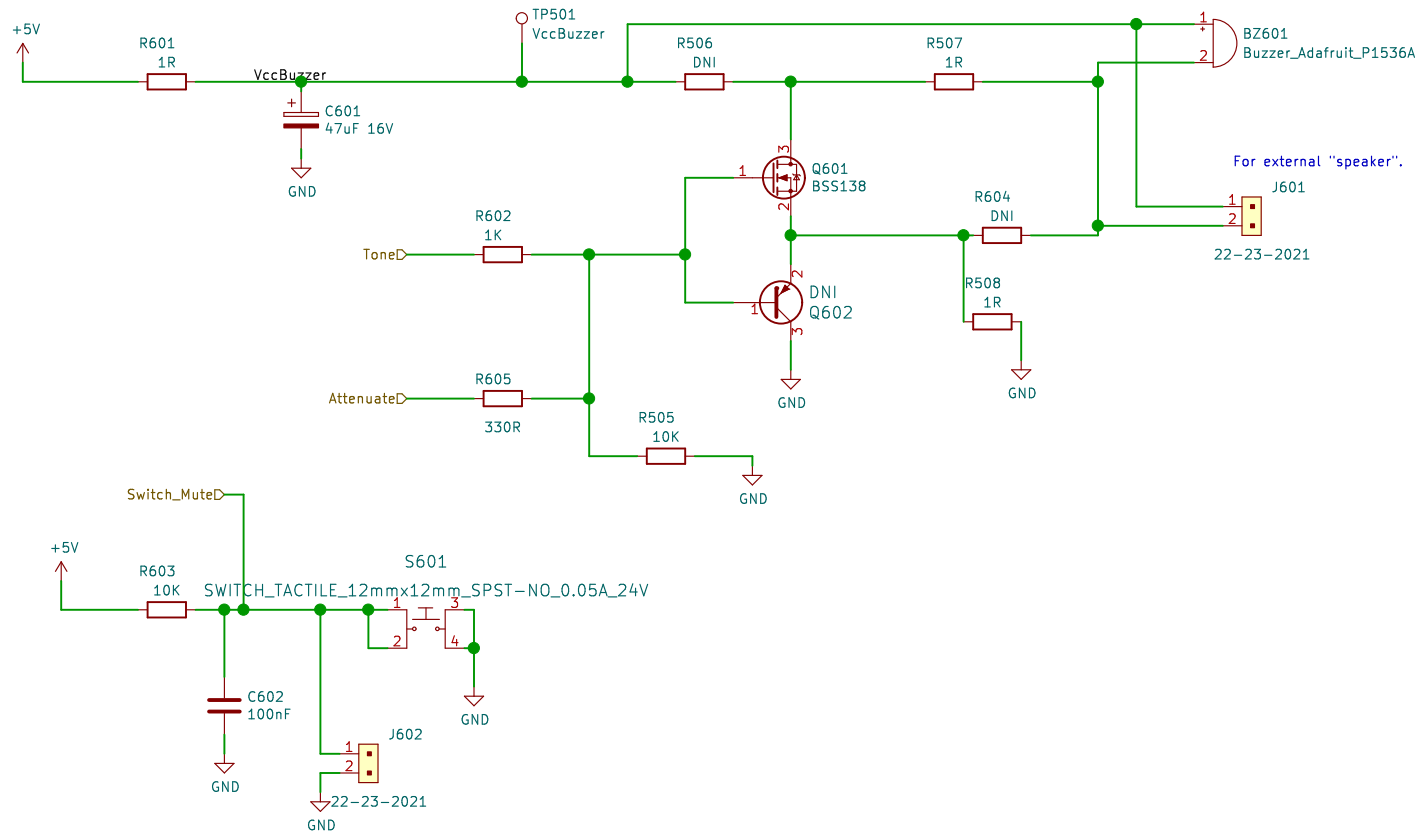 +5V
R601
1R
VccBuzzer
C601
47uF 16V
GND
TP501
VccBuzzer
R506
DNI
R507
1R
1
2
BZ601
Buzzer_Adafruit_P1536A
3
1
2
Q601
BSS138
For external "speaker".
J601
1
2
22-23-2021
R604
DNI
R508
1R
GND
Tone
R602
1K
2
1
3
DNI
Q602
GND
Attenuate
R605
330R
R505
10K
GND
Switch_Mute
+5V
R603
10K
S601
SWITCH_TACTILE_12mmx12mm_SPST-NO_0.05A_24V
1
2
3
4
GND
C602
100nF
GND
J602
1
2
22-23-2021
GND